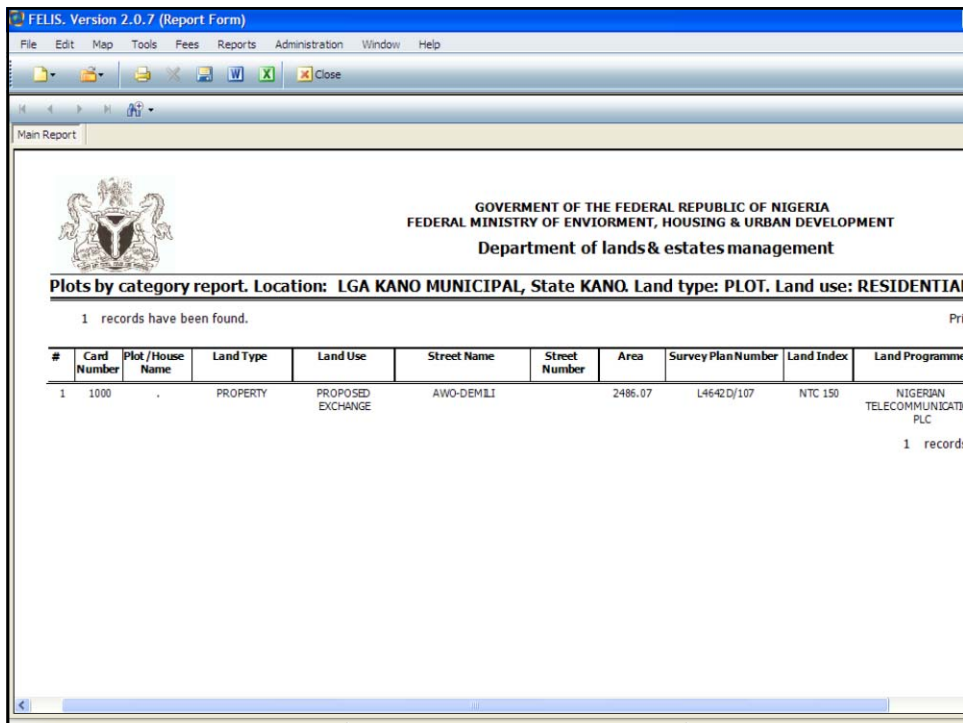 FELIS. Version 2.0.7 (Report Form)
File Edit Map Tools Fees Reports Administration Window Help
W X Close
Main Report
GOVERMENT OF THE FEDERAL REPUBLIC OF NIGERIA
FEDERAL MINISTRY OF ENVIORMENT, HOUSING & URBAN DEVELOPMENT
Department of lands & estates management
Plots by category report. Location: LGA KANO MUNICIPAL, State KANO. Land type: PLOT. Land use: RESIDENTIAL
1 records have been found. Pri
# Card Number Plot /House Name Land Type Land Use Street Name Street Number Area Survey Plan Number Land Index Land Programme
1 1000 . PROPERTY PROPOSED EXCHANGE AWO-DEMILI 2486.07 L4642D/107 NTC 150 NIGERIAN TELECOMMUNICATI PLC
1 records